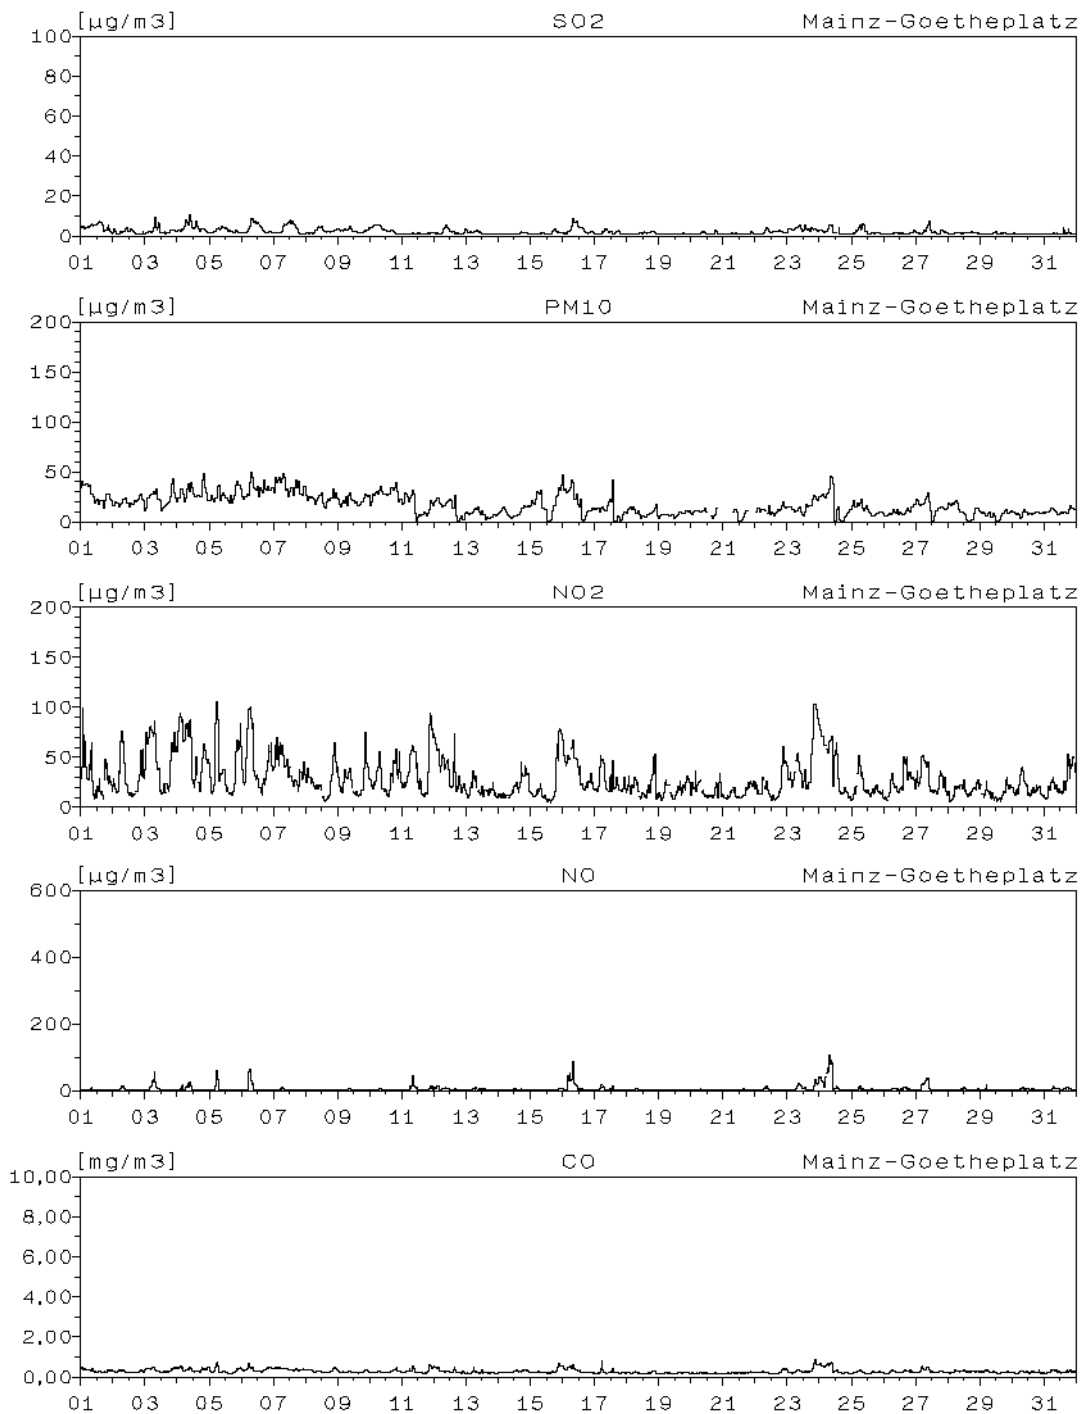 [µg/m3] SO2 Mainz-Goetheplatz
100
80
60
40
20
0
01 03 05 07 09 11 13 15 17 19 21 23 25 27 29 31
[µg/m3] PM10 Mainz-Goetheplatz
200
150
100
50
0
01 03 05 07 09 11 13 15 17 19 21 23 25 27 29 31
[µg/m3] NO2 Mainz-Goetheplatz
200
150
100
50
0
01 03 05 07 09 11 13 15 17 19 21 23 25 27 29 31
[µg/m3] NO Mainz-Goetheplatz
600
400
200
0
01 03 05 07 09 11 13 15 17 19 21 23 25 27 29 31
[mg/m3] CO Mainz-Goetheplatz
10,00
8,00
6,00
4,00
2,00
0,00
01 03 05 07 09 11 13 15 17 19 21 23 25 27 29 31